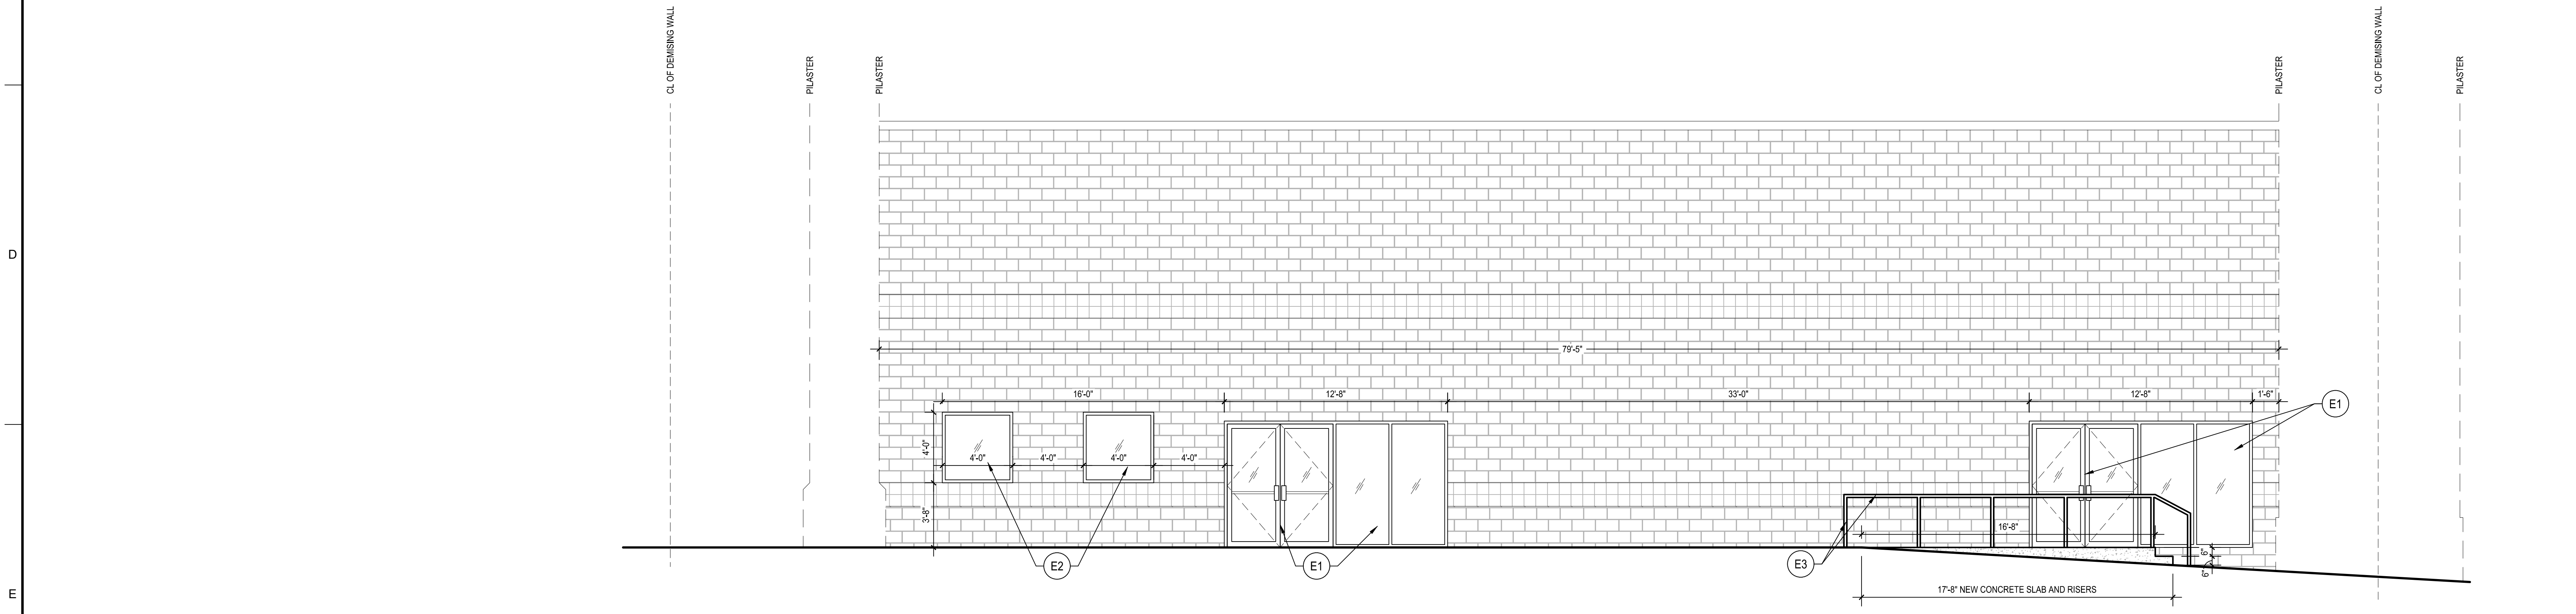 CL OF DEMISING WALL
PILASTER
PILASTER
PILASTER
CL OF DEMISING WALL
PILASTER
D
79'-5"
16'-0"
12'-8"
33'-0"
12'-8"
1'-6"
E1
4'-0"
4'-0"
4'-0"
4'-0"
4'-0"
3'-8"
16'-8"
6"
6"
E2
E1
E3
17'-8" NEW CONCRETE SLAB AND RISERS
E